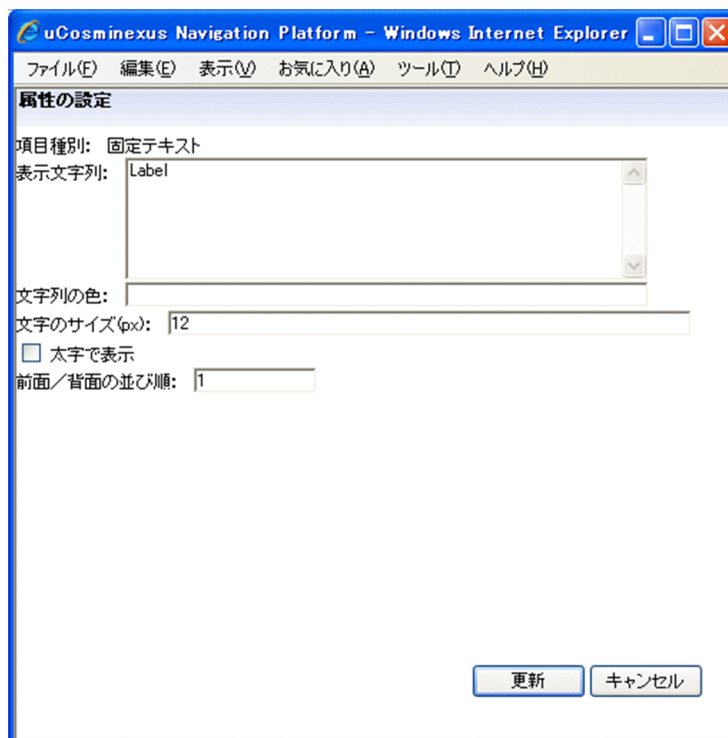 uCosminexus Navigation Platform - Windows Internet Explorer
ファイル(F) 編集(E) 表示(V) お気に入り(A) ツール(T) ヘルプ(H)
属性の設定
項目種別: 固定テキスト
表示文字列: Label
文字列の色:
文字のサイズ(px): 12
太字で表示
前面／背面の並び順: 1
更新 キャンセル